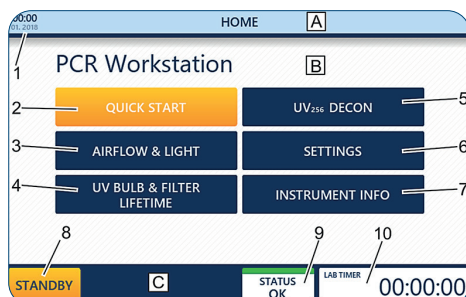 00:00
HOME
A
01. 2018
1
PCR Workstation
B
2
QUICK START
UV256 DECON
5
3
AIRFLOW & LIGHT
SETTINGS
6
4
UV BULB & FILTER
LIFETIME
INSTRUMENT INFO
7
8
9
10
STANDBY
C
STATUS
OK
LAB TIMER
00:00:00